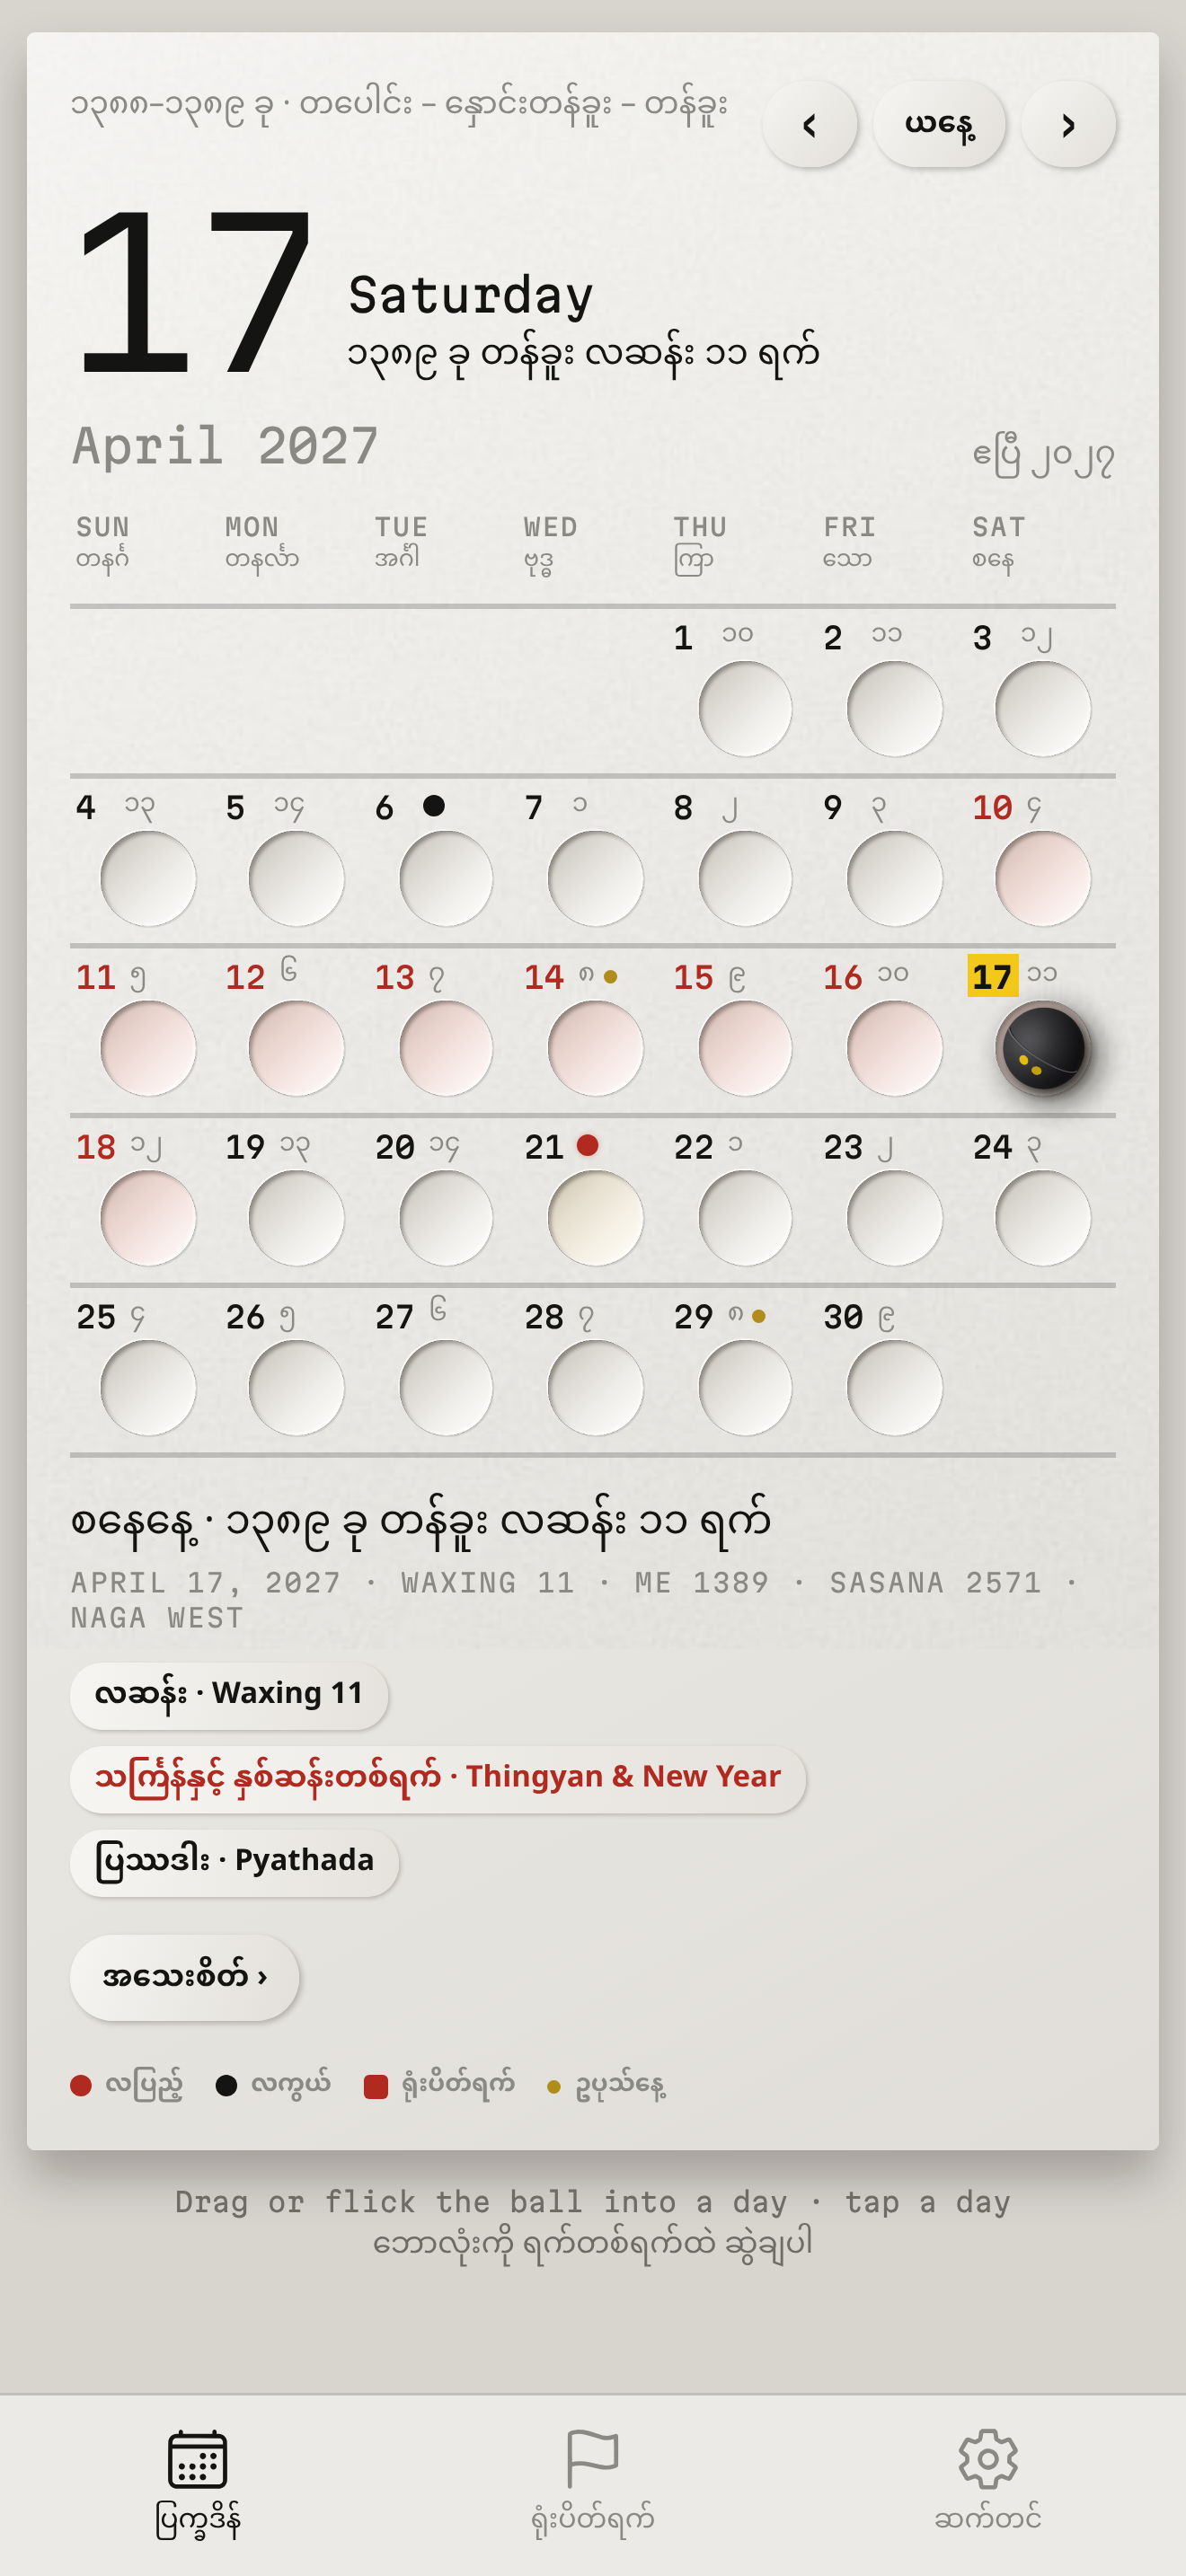 ၁၃၈၈–၁၃၈၉ ခု · တပေါင်း – နှောင်းတန်ခူး – တန်ခူး
‹ ယနေ့ ›
17
Saturday
၁၃၈၉ ခု တန်ခူး လဆန်း ၁၁ ရက်
April 2027 ဧပြီ ၂၀၂၇
SUN MON TUE WED THU FRI SAT
တနင်္ဂ တနင်္လာ အင်္ဂါ ဗုဒ္ဓ ကြာ သော စနေ
1 ၁၀ 2 ၁၁ 3 ၁၂
4 ၁၃ 5 ၁၄ 6 7 ၁ 8 ၂ 9 ၃ 10 ၄
11 ၅ 12 ၆ 13 ၇ 14 ၈ 15 ၉ 16 ၁၀ 17 ၁၁
18 ၁၂ 19 ၁၃ 20 ၁၄ 21 22 ၁ 23 ၂ 24 ၃
25 ၄ 26 ၅ 27 ၆ 28 ၇ 29 ၈ 30 ၉
စနေနေ့ · ၁၃၈၉ ခု တန်ခူး လဆန်း ၁၁ ရက်
APRIL 17, 2027 · WAXING 11 · ME 1389 · SASANA 2571 ·
NAGA WEST
လဆန်း · Waxing 11
သင်္ကြန်နှင့် နှစ်ဆန်းတစ်ရက် · Thingyan & New Year
ပြဿဒါး · Pyathada
အသေးစိတ် ›
လပြည့် လကွယ် ရုံးပိတ်ရက် ဥပုသ်နေ့
Drag or flick the ball into a day · tap a day
ဘောလုံးကို ရက်တစ်ရက်ထဲ ဆွဲချပါ
ပြက္ခဒိန် ရုံးပိတ်ရက် ဆက်တင်